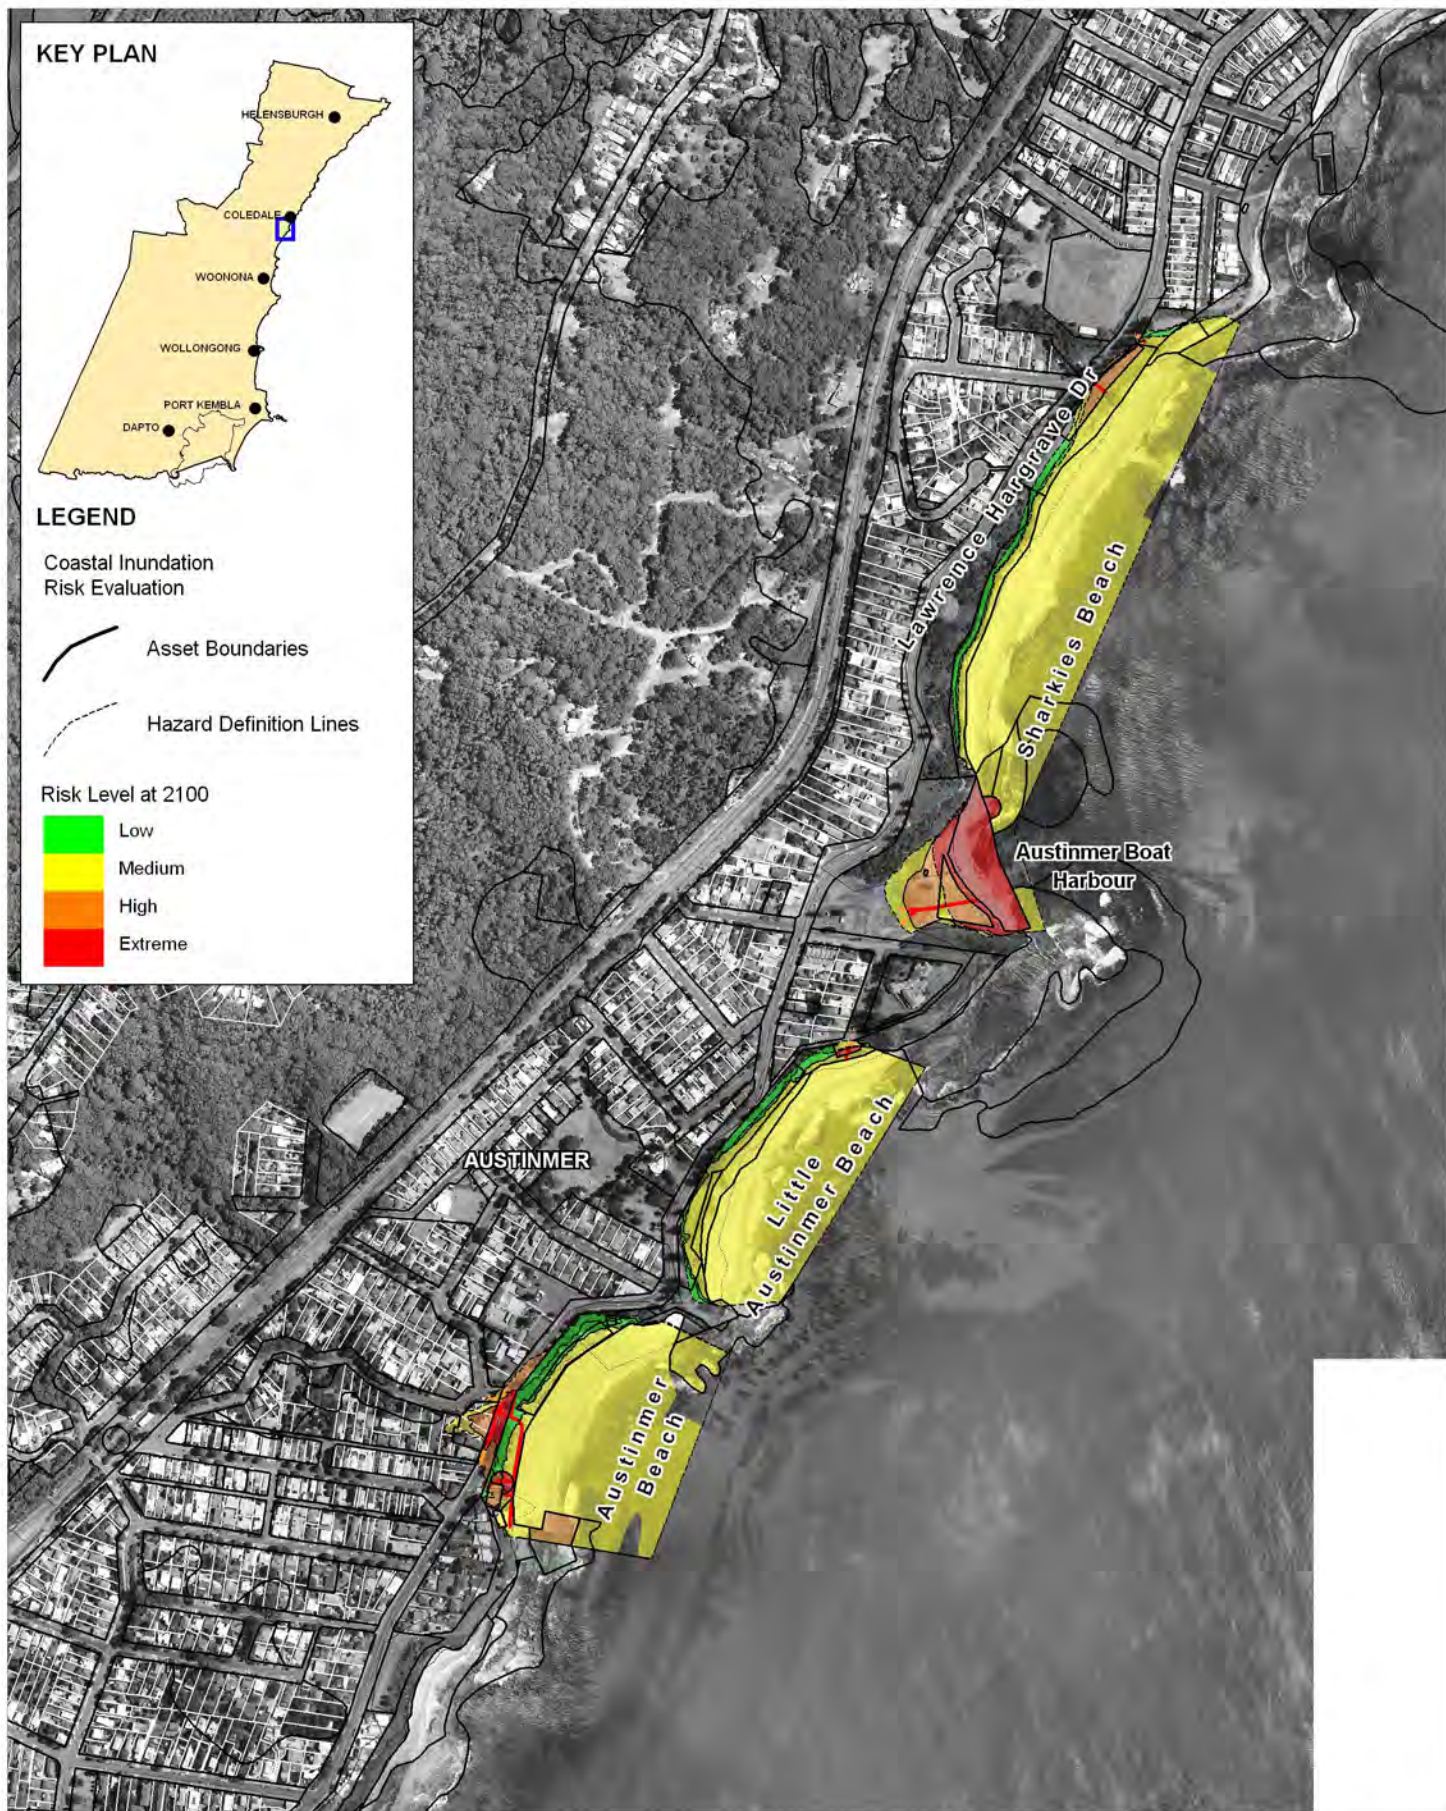 KEY PLAN
HELENSBURGH
COLEDALE
WOONONA
WOLLONGONG
PORT KEMBLA
DAPTO
LEGEND
Coastal Inundation
Risk Evaluation
Asset Boundaries
Hazard Definition Lines
Risk Level at 2100
Low
Medium
High
Extreme
Lawrence Hargrave Dr
Sharkies Beach
Austinmer Boat
Harbour
AUSTINMER
Little
Austinmer Beach
Austinmer
Beach